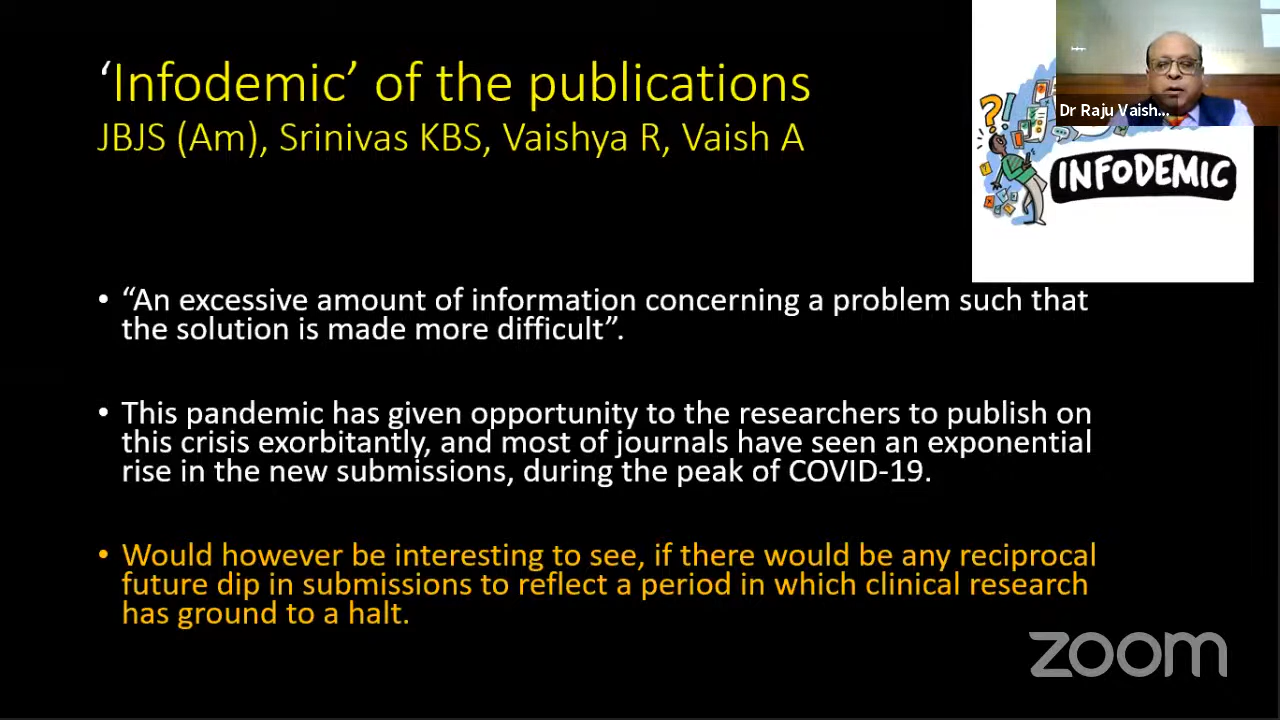 ‘Infodemic’ of the publications
JBJS (Am), Srinivas KBS, Vaishya R, Vaish A
Dr Raju Vaish...
INFODEMIC
• “An excessive amount of information concerning a problem such that
the solution is made more difficult”.
• This pandemic has given opportunity to the researchers to publish on
this crisis exorbitantly, and most of journals have seen an exponential
rise in the new submissions, during the peak of COVID-19.
• Would however be interesting to see, if there would be any reciprocal
future dip in submissions to reflect a period in which clinical research
has ground to a halt.
zoom